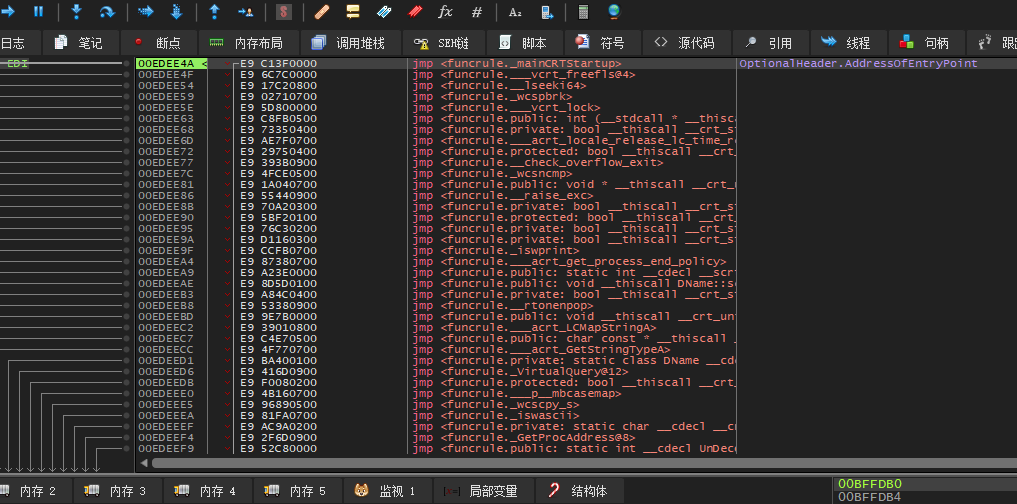 $ fx # A₂
日志 笔记 断点 内存布局 调用堆栈 SEH链 脚本 符号 源代码 引用 线程 句柄
EDI 00EDEE4A < E9 C13F0000 jmp <funcrule._mainCRTStartup> OptionalHeader.AddressOfEntryPoint
00EDEE4F E9 6C7C0000 jmp <funcrule.___vcrt_freefls@4>
00EDEE54 E9 17C20800 jmp <funcrule.__lseeki64>
00EDEE59 E9 02710700 jmp <funcrule._wcspbrk>
00EDEE5E E9 5D800000 jmp <funcrule.___vcrt_lock>
00EDEE63 E9 C8FB0500 jmp <funcrule.public: int (__stdcall * __thisca
00EDEE68 E9 73350400 jmp <funcrule.private: bool __thiscall __crt_st
00EDEE6D E9 AE7F0700 jmp <funcrule.___acrt_locale_release_lc_time_re
00EDEE72 E9 29750400 jmp <funcrule.protected: bool __thiscall __crt_
00EDEE77 E9 393B0900 jmp <funcrule.__check_overflow_exit>
00EDEE7C E9 4FCE0500 jmp <funcrule._wcsncmp>
00EDEE81 E9 1A040700 jmp <funcrule.public: void * __thiscall __crt_
00EDEE86 E9 55440900 jmp <funcrule.__raise_exc>
00EDEE8B E9 70A20300 jmp <funcrule.private: bool __thiscall __crt_st
00EDEE90 E9 5BF20100 jmp <funcrule.protected: bool __thiscall __crt_
00EDEE95 E9 76C30200 jmp <funcrule.private: bool __thiscall __crt_st
00EDEE9A E9 D1160300 jmp <funcrule.private: bool __thiscall __crt_st
00EDEE9F E9 CCFB0700 jmp <funcrule._iswprint>
00EDEEA4 E9 87380700 jmp <funcrule.___acrt_get_process_end_policy>
00EDEEA9 E9 A23E0000 jmp <funcrule.public: static int __cdecl __scrt
00EDEEAE E9 8D5D0100 jmp <funcrule.public: void __thiscall DName::se
00EDEEB3 E9 A84C0400 jmp <funcrule.private: bool __thiscall __crt_st
00EDEEB8 E9 53380900 jmp <funcrule.__rtonenpop>
00EDEEBD E9 9E7B0000 jmp <funcrule.public: void __thiscall __crt_un
00EDEEC2 E9 39010800 jmp <funcrule.___acrt_LCMapStringA>
00EDEEC7 E9 C4E70500 jmp <funcrule.public: char const * __thiscall _
00EDEECC E9 4F770700 jmp <funcrule.___acrt_GetStringTypeA>
00EDEED1 E9 BA400100 jmp <funcrule.private: static class DName __cde
00EDEED6 E9 416D0900 jmp <funcrule._VirtualQuery@12>
00EDEEDB E9 F0080200 jmp <funcrule.protected: bool __thiscall __crt_
00EDEEE0 E9 4B160700 jmp <funcrule.___p__mbcasemap>
00EDEEE5 E9 96890500 jmp <funcrule._wcscpy_s>
00EDEEEA E9 81FA0700 jmp <funcrule._iswascii>
00EDEEEF E9 AC9A0200 jmp <funcrule.private: static char __cdecl __cr
00EDEEF4 E9 2F6D0900 jmp <funcrule._GetProcAddress@8>
00EDEEF9 E9 52C80000 jmp <funcrule.public: static int __cdecl UnDeco
内存 2 内存 3 内存 4 内存 5 监视 1 局部变量 结构体
00BFFDB0
00BFFDB4